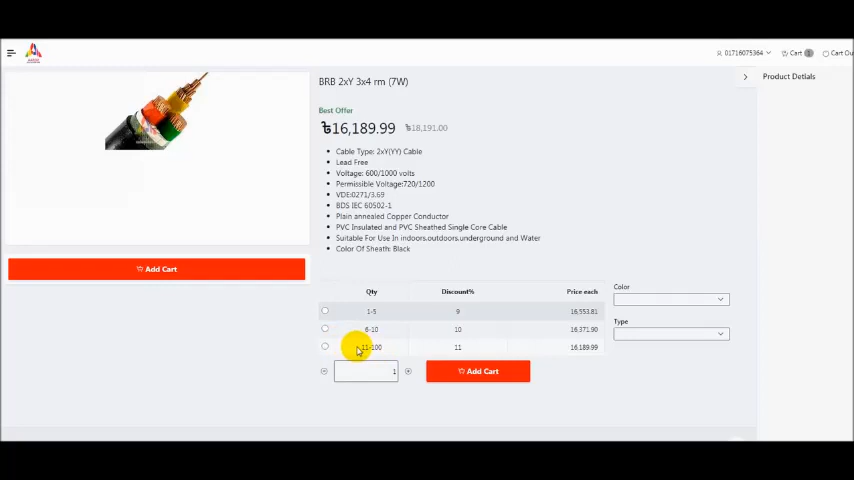 01716075364
Cart 1
Cart Ou
BRB 2xY 3x4 rm (7W)
Product Detials
Best Offer
৳16,189.99 ৳18,191.00
Cable Type: 2xY(YY) Cable
Lead Free
Voltage: 600/1000 volts
Permissible Voltage:720/1200
VDE:0271/3.69
BDS IEC 60502-1
Plain annealed Copper Conductor
PVC Insulated and PVC Sheathed Single Core Cable
Suitable For Use In indoors.outdoors.underground and Water
Color Of Sheath: Black
Add Cart
Qty Discount% Price each
1-5 9 16,553.81
6-10 10 16,371.90
11-100 11 16,189.99
Color
Type
1
Add Cart